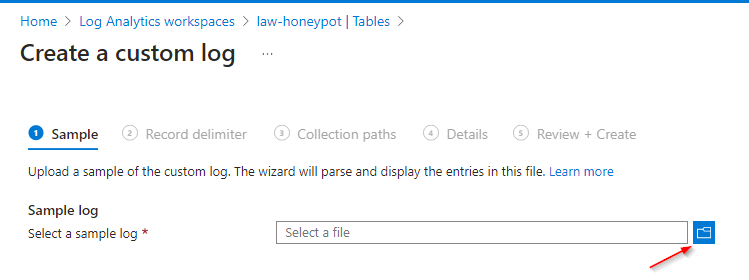 Home > Log Analytics workspaces > law-honeypot | Tables >
Create a custom log ...
1 Sample 2 Record delimiter 3 Collection paths 4 Details 5 Review + Create
Upload a sample of the custom log. The wizard will parse and display the entries in this file. Learn more
Sample log
Select a sample log * Select a file